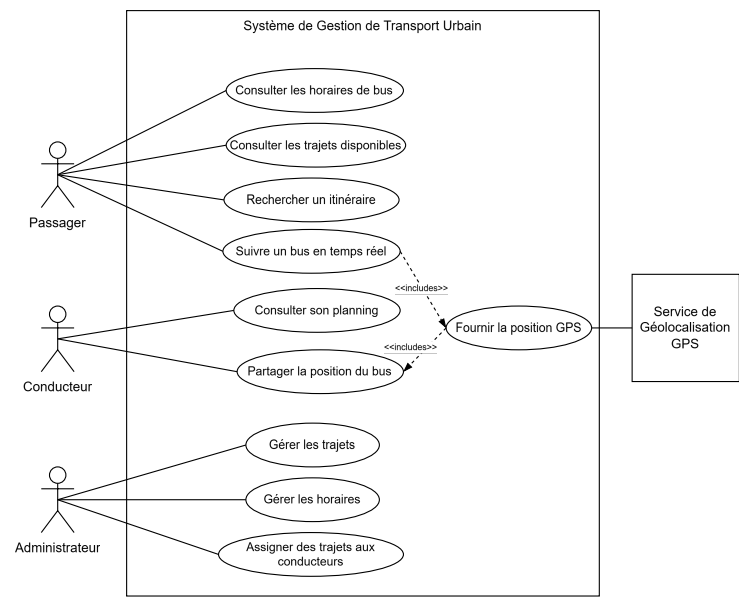 Système de Gestion de Transport Urbain
Consulter les horaires de bus
Consulter les trajets disponibles
Rechercher un itinéraire
Passager
Suivre un bus en temps réel
<<includes>>
Consulter son planning
Fournir la position GPS
Service de
Géolocalisation
GPS
<<includes>>
Partager la position du bus
Conducteur
Gérer les trajets
Gérer les horaires
Administrateur
Assigner des trajets aux
conducteurs